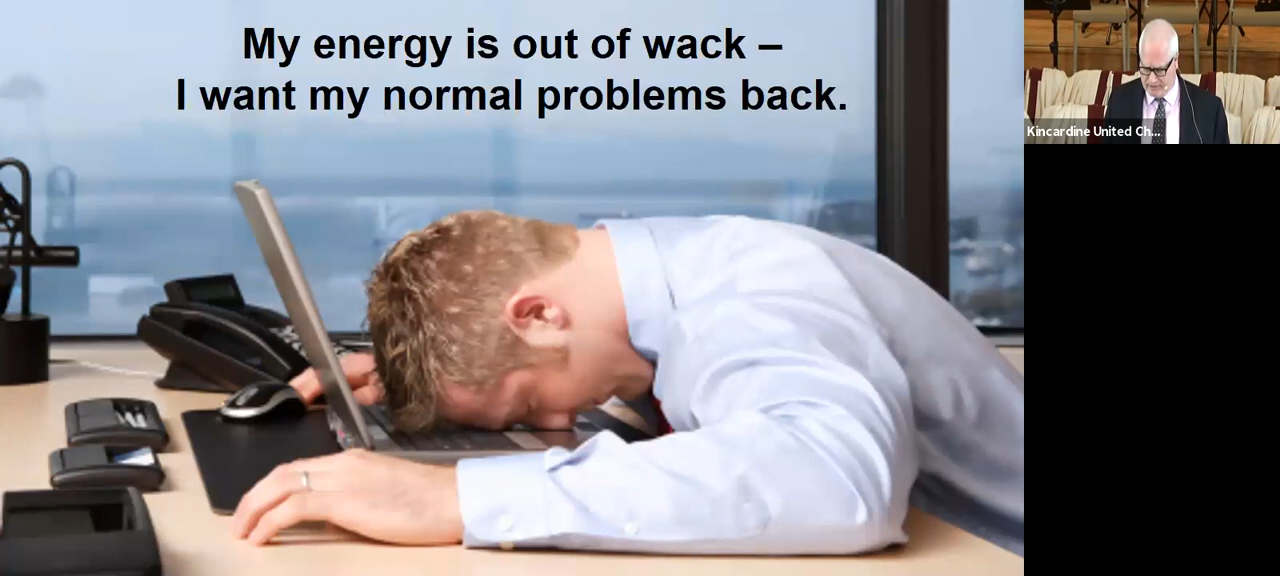 My energy is out of wack –
I want my normal problems back.
Kincardine United Ch...